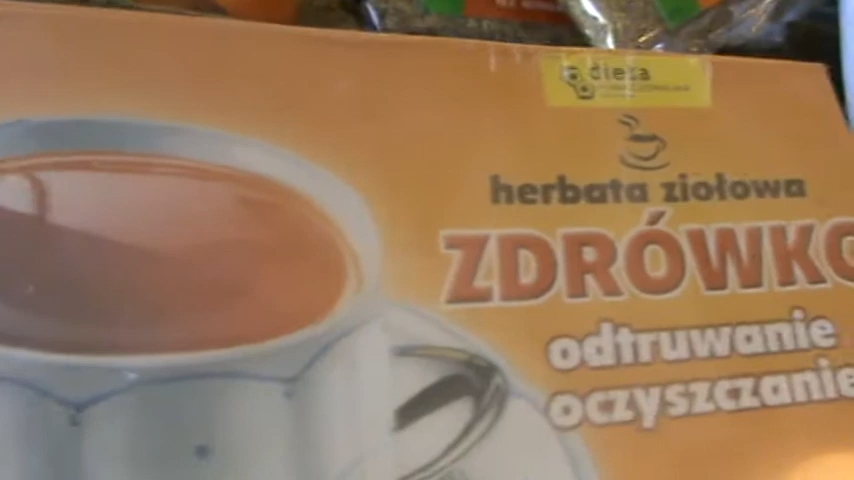 dieta
herbata ziołowa
ZDRÓWKO
odtruwanie
oczyszczanie